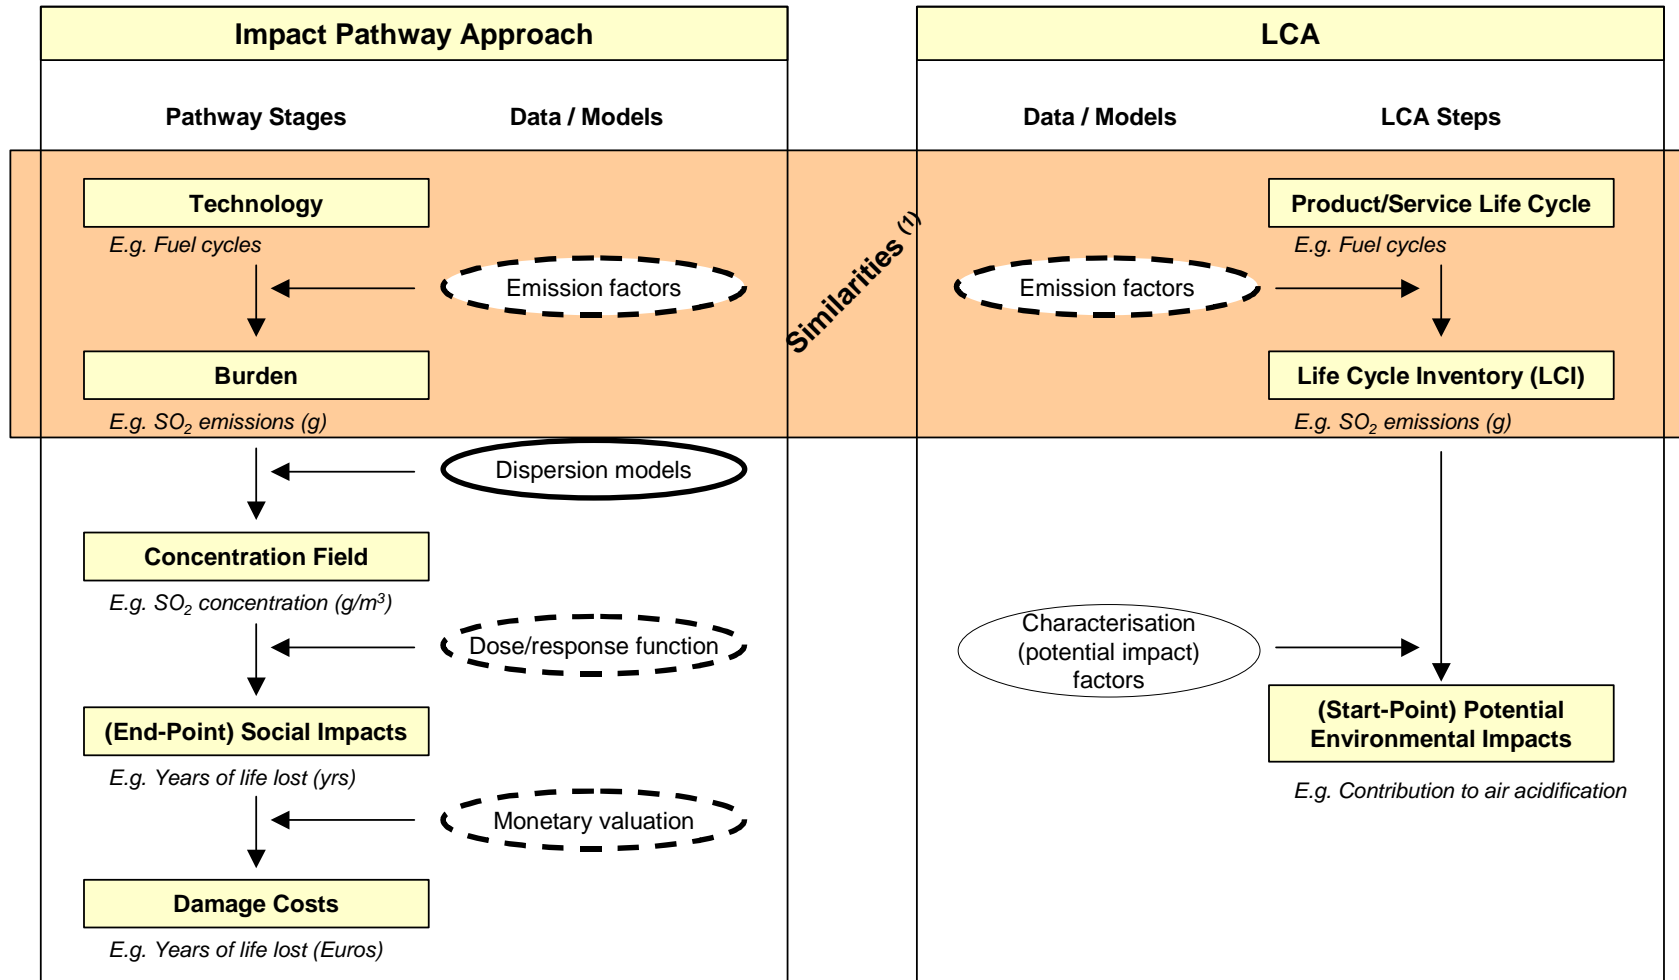 Impact Pathway Approach
Pathway Stages
Data / Models
Technology
E.g. Fuel cycles
Emission factors
Burden
E.g. SO₂ emissions (g)
Dispersion models
Concentration Field
E.g. SO₂ concentration (g/m³)
Dose/response function
(End-Point) Social Impacts
E.g. Years of life lost (yrs)
Monetary valuation
Damage Costs
E.g. Years of life lost (Euros)
Similarities (1)
LCA
Data / Models
LCA Steps
Product/Service Life Cycle
E.g. Fuel cycles
Emission factors
Life Cycle Inventory (LCI)
E.g. SO₂ emissions (g)
Characterisation
(potential impact)
factors
(Start-Point) Potential
Environmental Impacts
E.g. Contribution to air acidification